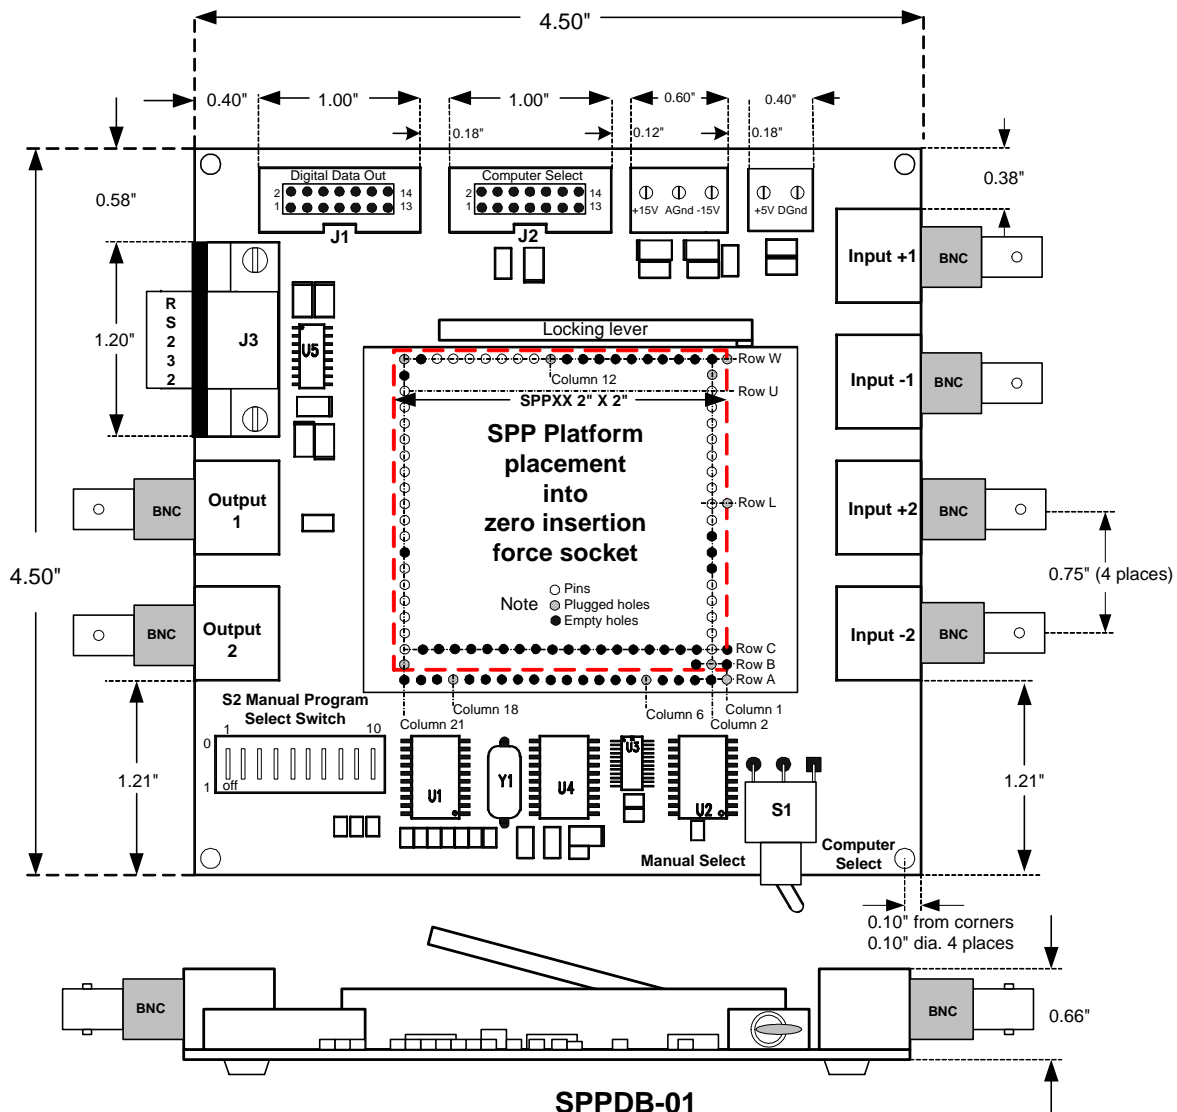 4.50"
0.40"
1.00"
1.00"
0.60"
0.40"
0.18"
0.12"
0.18"
0.58"
0.38"
Digital Data Out
2
14
1
13
J1
Computer Select
2
14
1
13
J2
+15V AGnd -15V
+5V DGnd
Input +1
BNC
RS232
J3
1.20"
U5
Locking lever
Row W
Column 12
Row U
SPPXX 2" X 2"
Input -1
BNC
SPP Platform
placement
into
zero insertion
force socket
Row L
BNC
Output
1
Input +2
BNC
4.50"
0.75" (4 places)
Note
Pins
Plugged holes
Empty holes
BNC
Output
2
Input -2
BNC
Row C
Row B
Row A
S2 Manual Program
Select Switch
Column 21
Column 18
Column 6
Column 1
Column 2
1
10
0
1
off
1.21"
U1
Y1
U4
U3
U2
S1
1.21"
Manual Select
Computer
Select
0.10" from corners
0.10" dia. 4 places
BNC
BNC
0.66"
SPPDB-01